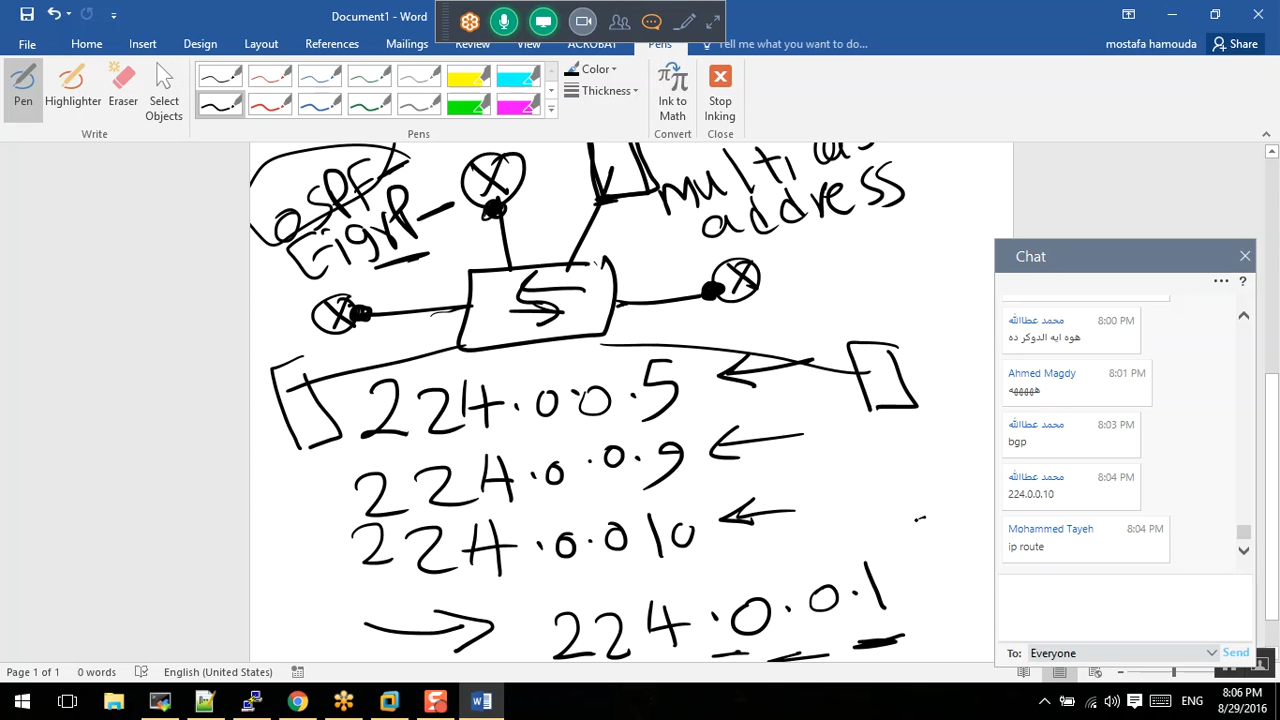 Document1 - Word
mostafa hamouda
Share
File
Home
Insert
Design
Layout
References
Mailings
Review
View
ACROBAT
Pens
Tell me what you want to do...
Pen
Highlighter
Eraser
Select Objects
Color
Thickness
Ink to Math
Stop Inking
Write
Pens
Convert
Close
OSPF
Eigrp
multi
address
224.0.0.5
224.0.0.9
224.0.0 10
224.0.0.1
Chat
محمد عطاالله 8:00 PM
هوه ايه الدوكر ده
Ahmed Magdy 8:01 PM
ههههه
محمد عطاالله 8:03 PM
bgp
محمد عطاالله 8:04 PM
224.0.0.10
Mohammed Tayeh 8:04 PM
ip route
To: Everyone
Send
Page 1 of 1
0 words
English (United States)
ENG
8:06 PM
8/29/2016